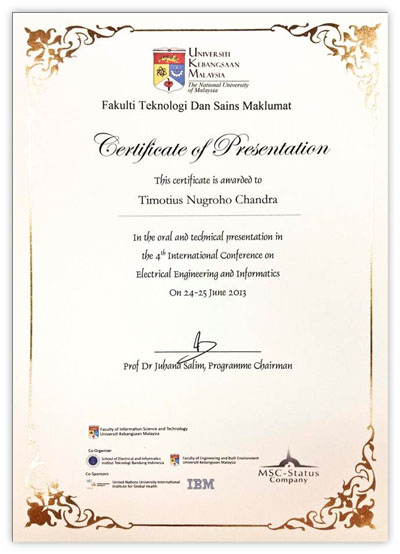 UNIVERSITI
KEBANGSAAN
MALAYSIA
The National University
of Malaysia
Fakulti Teknologi Dan Sains Maklumat
Certificate of Presentation
This certificate is awarded to
Timotius Nugroho Chandra
In the oral and technical presentation in
the 4th International Conference on
Electrical Engineering and Informatics
On 24-25 June 2013
Prof Dr Juhana Salim, Programme Chairman
Faculty of Information Science and Technology
Universiti Kebangsaan Malaysia
Co-Organizer
School of Electrical and Informatics
Institut Teknologi Bandung Indonesia
Faculty of Engineering and Built Environment
Universiti Kebangsaan Malaysia
Co-Sponsors
United Nations University International
Institute for Global Health
IBM
MSC-Status
Company